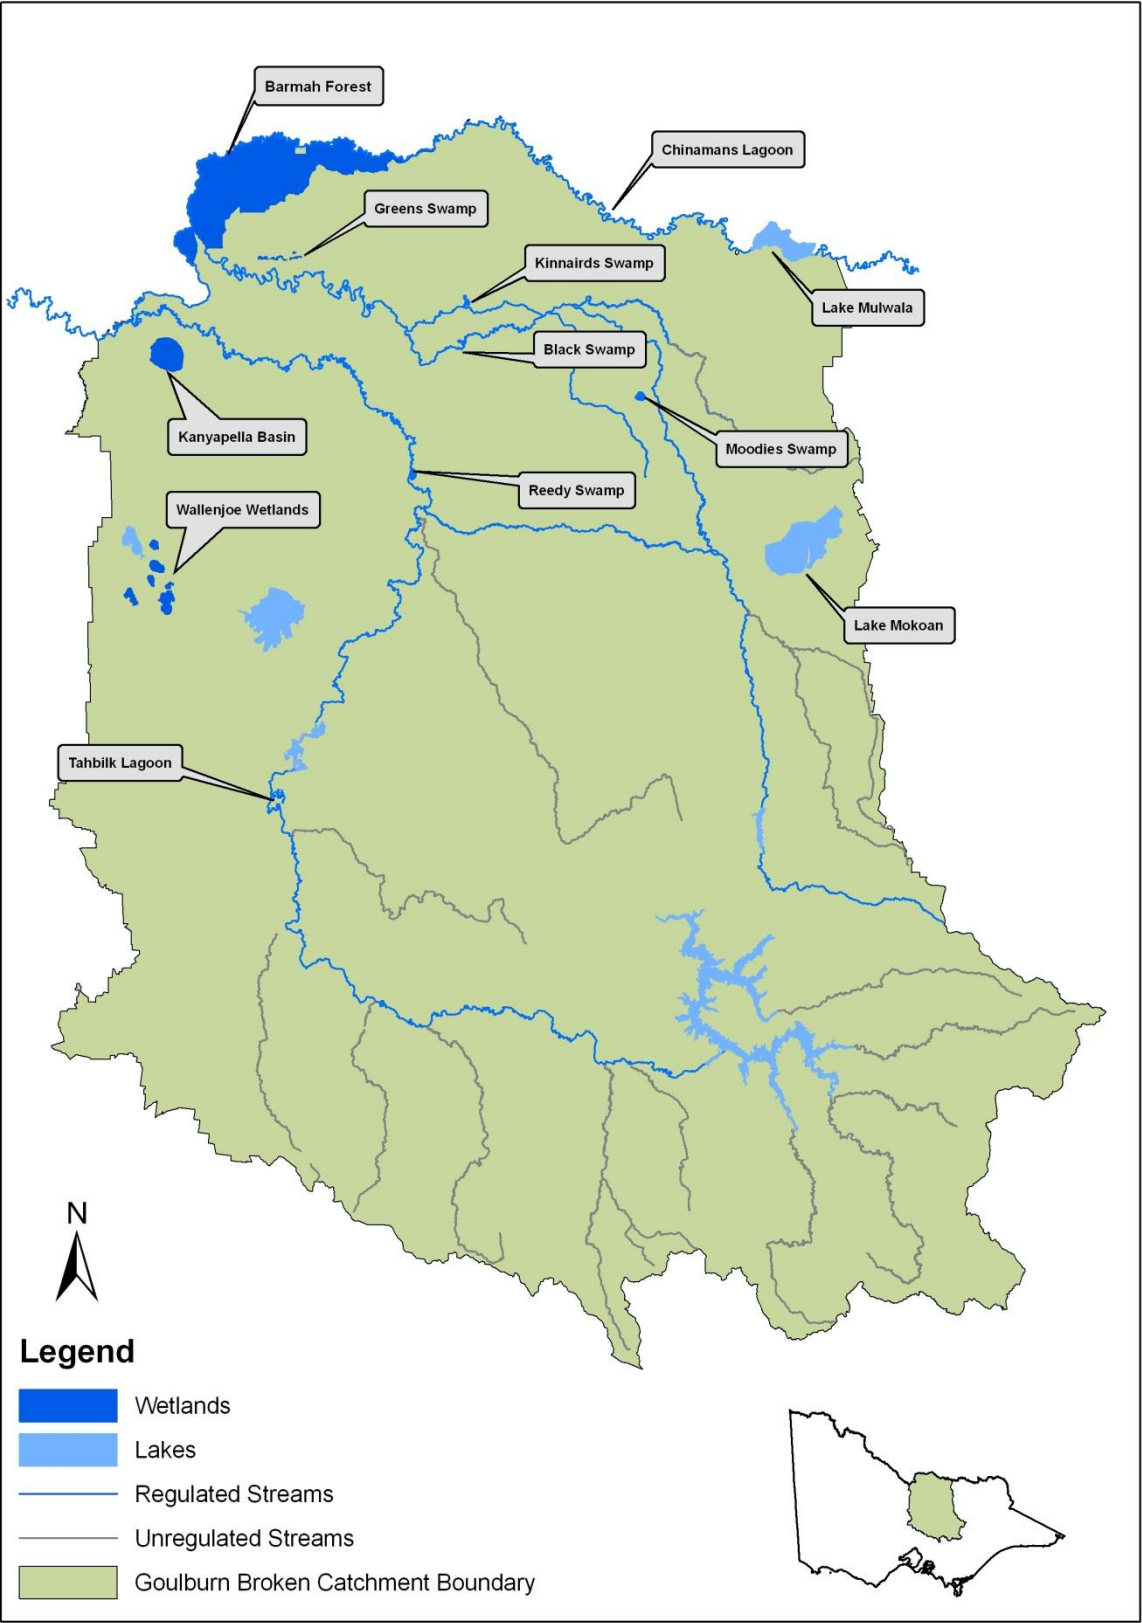 Barmah Forest
Chinamans Lagoon
Greens Swamp
Kinnairds Swamp
Lake Mulwala
Black Swamp
Kanyapella Basin
Moodies Swamp
Reedy Swamp
Wallenjoe Wetlands
Lake Mokoan
Tahbilk Lagoon
N
Legend
Wetlands
Lakes
Regulated Streams
Unregulated Streams
Goulburn Broken Catchment Boundary